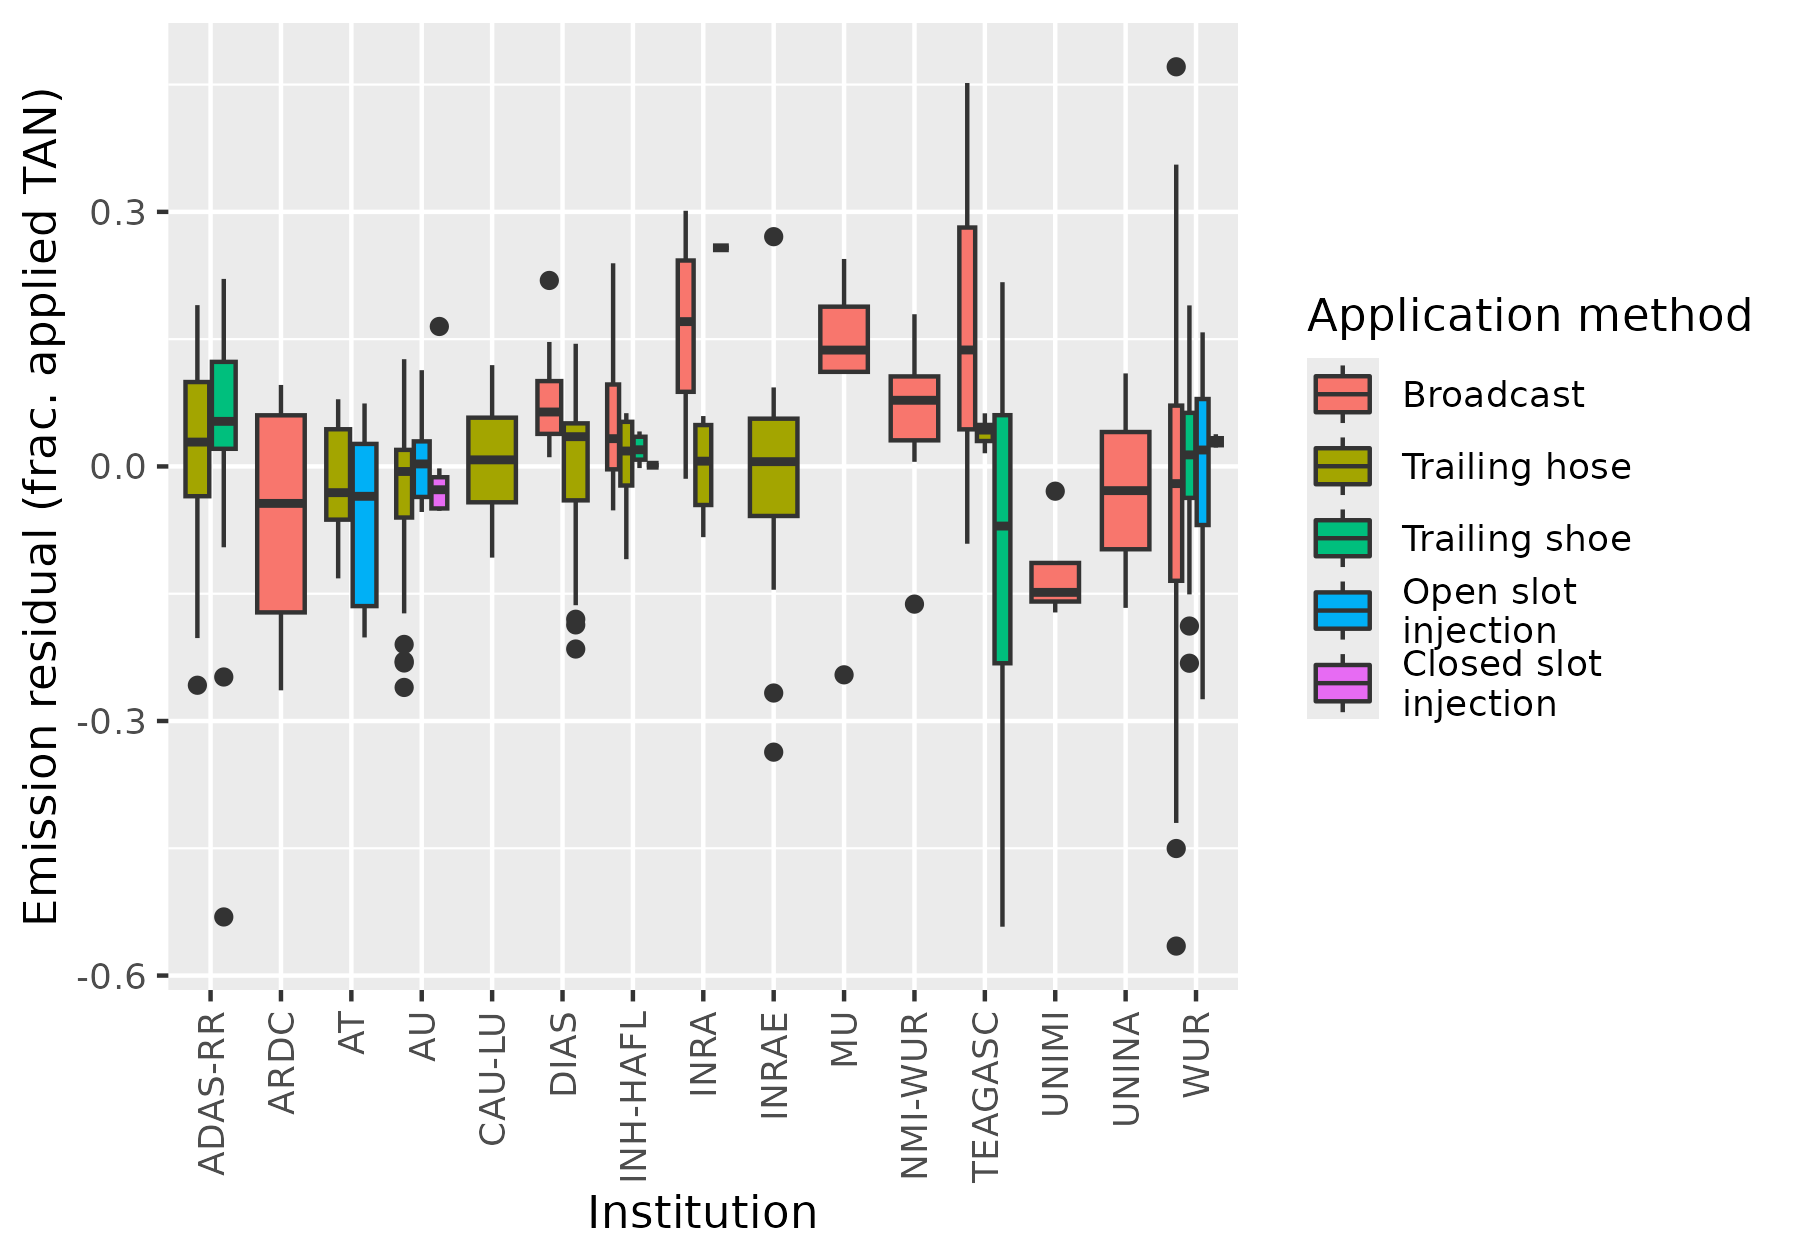 Emission residual (frac. applied TAN)
0.3
0.0
-0.3
-0.6
ADAS-RR
ARDC
AT
AU
CAU-LU
DIAS
INH-HAFL
INRA
INRAE
MU
NMI-WUR
TEAGASC
UNIMI
UNINA
WUR
Institution
Application method
Broadcast
Trailing hose
Trailing shoe
Open slot
injection
Closed slot
injection